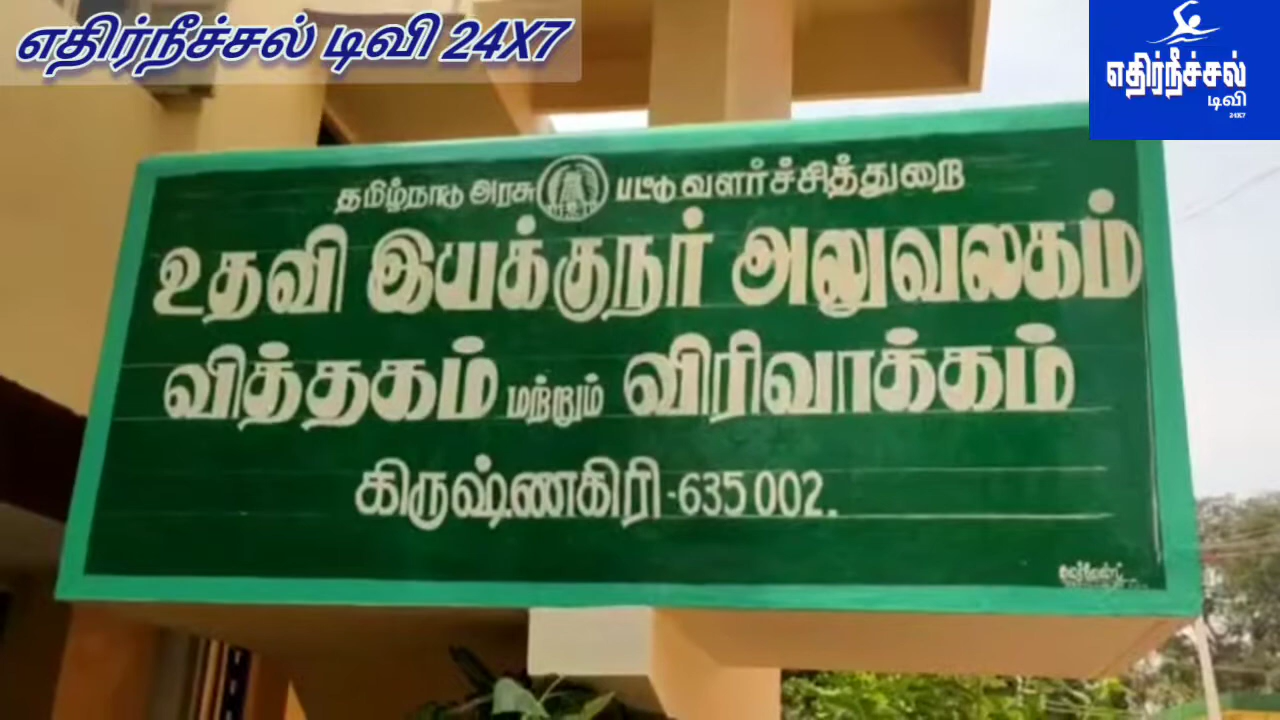 எதிர்நீச்சல் டிவி 24X7
எதிர்நீச்சல்
டிவி
24X7
தமிழ்நாடு அரசு பட்டு வளர்ச்சித்துறை
உதவி இயக்குநர் அலுவலகம்
வித்தகம் மற்றும் விரிவாக்கம்
கிருஷ்ணகிரி -635 002.